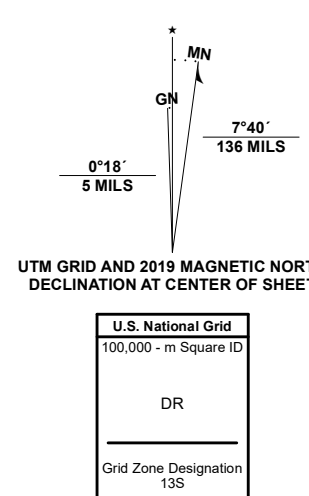 ★
MN
GN
7°40´
136 MILS
0°18´
5 MILS
UTM GRID AND 2019 MAGNETIC NORT
DECLINATION AT CENTER OF SHEET
U.S. National Grid
100,000 - m Square ID
DR
Grid Zone Designation
13S